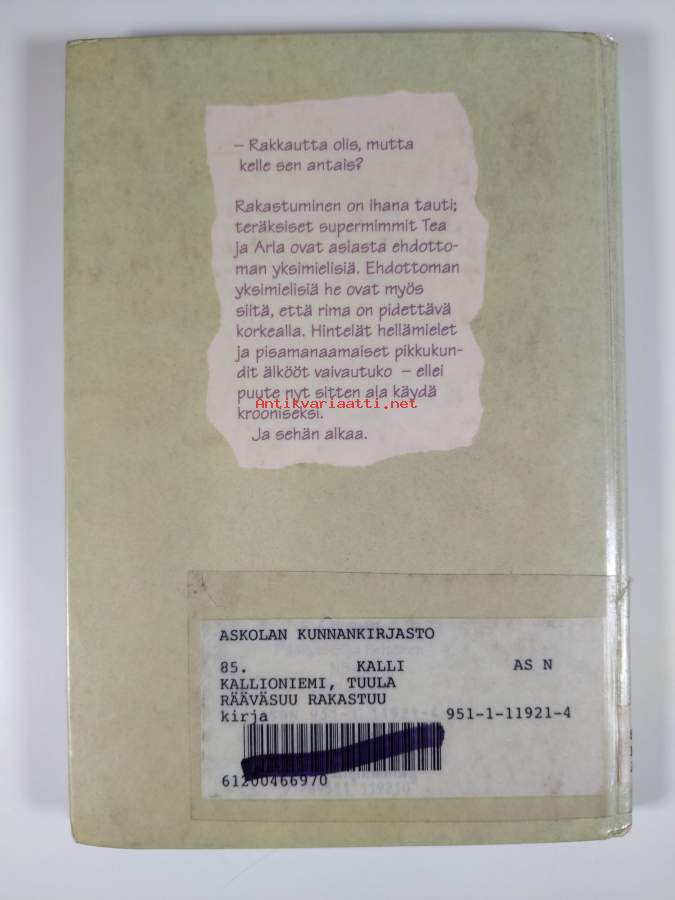 – Rakkautta olis, mutta
kelle sen antais?
Rakastuminen on ihana tauti;
teräksiset supermimmit Tea
ja Arla ovat asiasta ehdotto-
man yksimielisiä. Ehdottoman
yksimielisiä he ovat myös
siitä, että rima on pidettävä
korkealla. Hintelät hellämielet
ja pisamanaamaiset pikkukun-
dit älkööt vaivautuko – ellei
puute nyt sitten ala käydä
Antikvariaatti.net
krooniseksi.
Ja sehän alkaa.
ASKOLAN KUNNANKIRJASTO
85. KALLI AS N
KALLIONIEMI, TUULA
RÄÄVÄSUU RAKASTUU
kirja 951-1-11921-4
61200466970